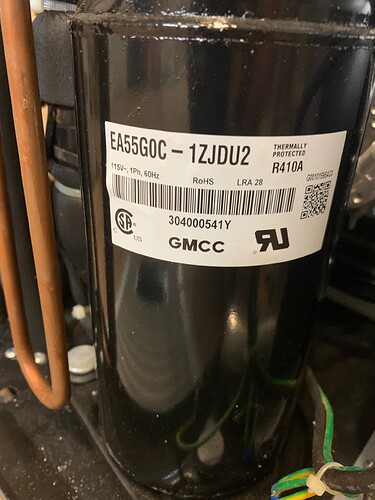 EA55G0C-1ZJDU2
THERMALLY
PROTECTED
R410A
115V~, 1Ph, 60Hz
RoHS
LRA 28
304000541Y
C
US
GMCC